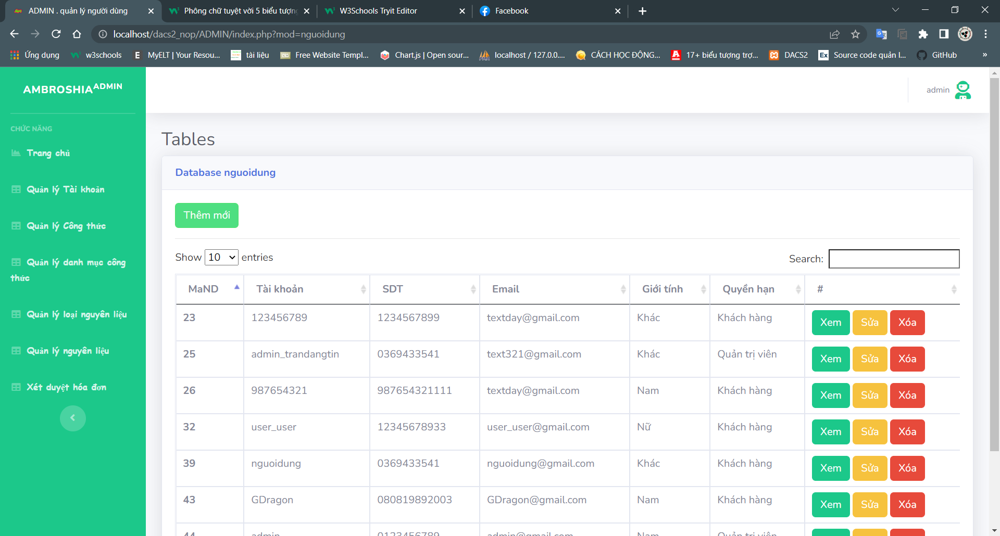 ADMIN . quản lý người dùng
Phông chữ tuyệt vời 5 biểu tượng
W3Schools Tryit Editor
Facebook
localhost/dacs2_nop/ADMIN/index.php?mod=nguoidung
Ứng dụng
w3schools
MyELT | Your Resou...
tài liệu
Free Website Templ...
Chart.js | Open sour...
localhost / 127.0.0....
CÁCH HỌC ĐỘNG...
17+ biểu tượng trợ...
DACS2
Source code quản l...
GitHub
»
AMBROSHIA ADMIN
admin
CHỨC NĂNG
Trang chủ
Quản lý Tài khoản
Quản lý Công thức
Quản lý danh mục công
thức
Quản lý loại nguyên liệu
Quản lý nguyên liệu
Xét duyệt hóa đơn
Tables
Database nguoidung
Thêm mới
Show 10 entries
Search:
MaND Tài khoản SDT Email Giới tính Quyền hạn #
23 123456789 1234567899 textday@gmail.com Khác Khách hàng Xem Sửa Xóa
25 admin_trandangtin 0369433541 text321@gmail.com Khác Quản trị viên Xem Sửa Xóa
26 987654321 987654321111 textday@gmail.com Nam Khách hàng Xem Sửa Xóa
32 user_user 12345678933 user_user@gmail.com Nữ Khách hàng Xem Sửa Xóa
39 nguoidung 0369433541 nguoidung@gmail.com Khác Khách hàng Xem Sửa Xóa
43 GDragon 080819892003 GDragon@gmail.com Nam Khách hàng Xem Sửa Xóa
44 admin 0123456789 admin@gmail.com Nam Quản trị viên